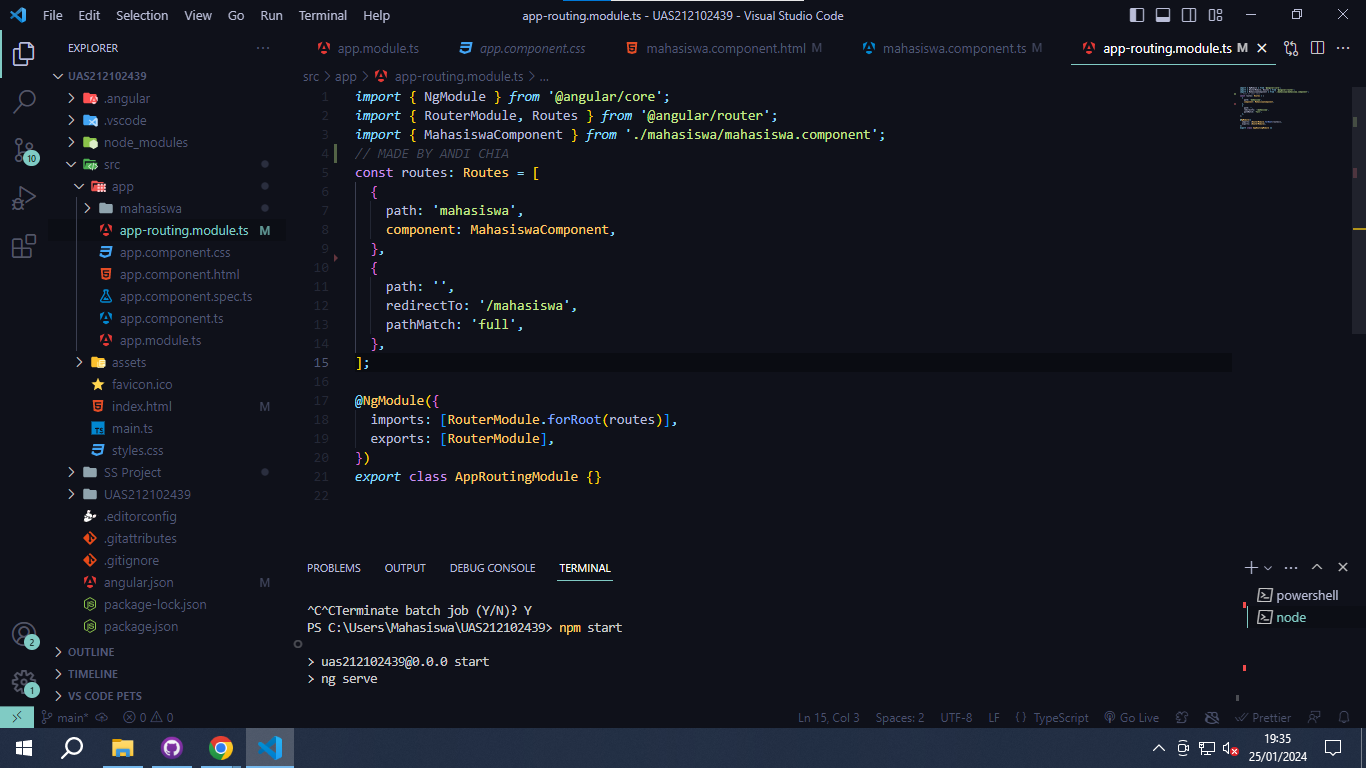 File Edit Selection View Go Run Terminal Help
app-routing.module.ts - UAS212102439 - Visual Studio Code
EXPLORER
UAS212102439
.angular
.vscode
node_modules
src
app
mahasiswa
app-routing.module.ts M
app.component.css
app.component.html
app.component.spec.ts
app.component.ts
app.module.ts
assets
favicon.ico
index.html M
main.ts
styles.css
SS Project
UAS212102439
.editorconfig
.gitattributes
.gitignore
angular.json M
package-lock.json
package.json
OUTLINE
TIMELINE
VS CODE PETS
10
2
1
app.module.ts app.component.css mahasiswa.component.html M mahasiswa.component.ts M app-routing.module.ts M
src > app > app-routing.module.ts > ...
1 import { NgModule } from '@angular/core';
2 import { RouterModule, Routes } from '@angular/router';
3 import { MahasiswaComponent } from './mahasiswa/mahasiswa.component';
4 // MADE BY ANDI CHIA
5 const routes: Routes = [
6 {
7 path: 'mahasiswa',
8 component: MahasiswaComponent,
9 },
10 {
11 path: '',
12 redirectTo: '/mahasiswa',
13 pathMatch: 'full',
14 },
15 ];
16
17 @NgModule({
18 imports: [RouterModule.forRoot(routes)],
19 exports: [RouterModule],
20 })
21 export class AppRoutingModule {}
22
PROBLEMS OUTPUT DEBUG CONSOLE TERMINAL
^C^CTerminate batch job (Y/N)? Y
PS C:\Users\Mahasiswa\UAS212102439> npm start
> uas212102439@0.0.0 start
> ng serve
powershell
node
main* 0 0
Ln 15, Col 3 Spaces: 2 UTF-8 LF { } TypeScript Go Live Prettier
19:35
25/01/2024